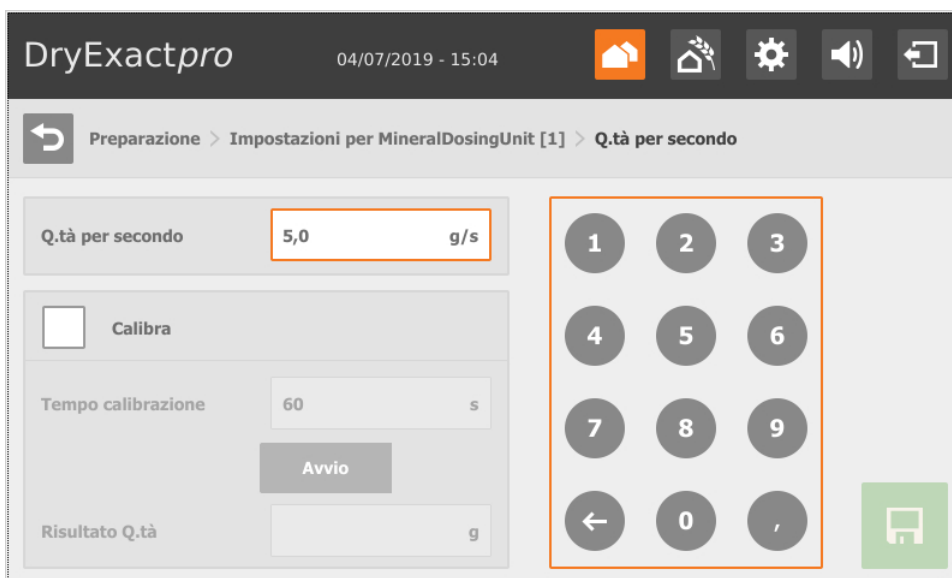 DryExactpro 04/07/2019 - 15:04
Preparazione > Impostazioni per MineralDosingUnit [1] > Q.tà per secondo
Q.tà per secondo 5,0 g/s
1 2 3
Calibra
4 5 6
Tempo calibrazione 60 s
7 8 9
Avvio
Risultato Q.tà g
← 0 ,